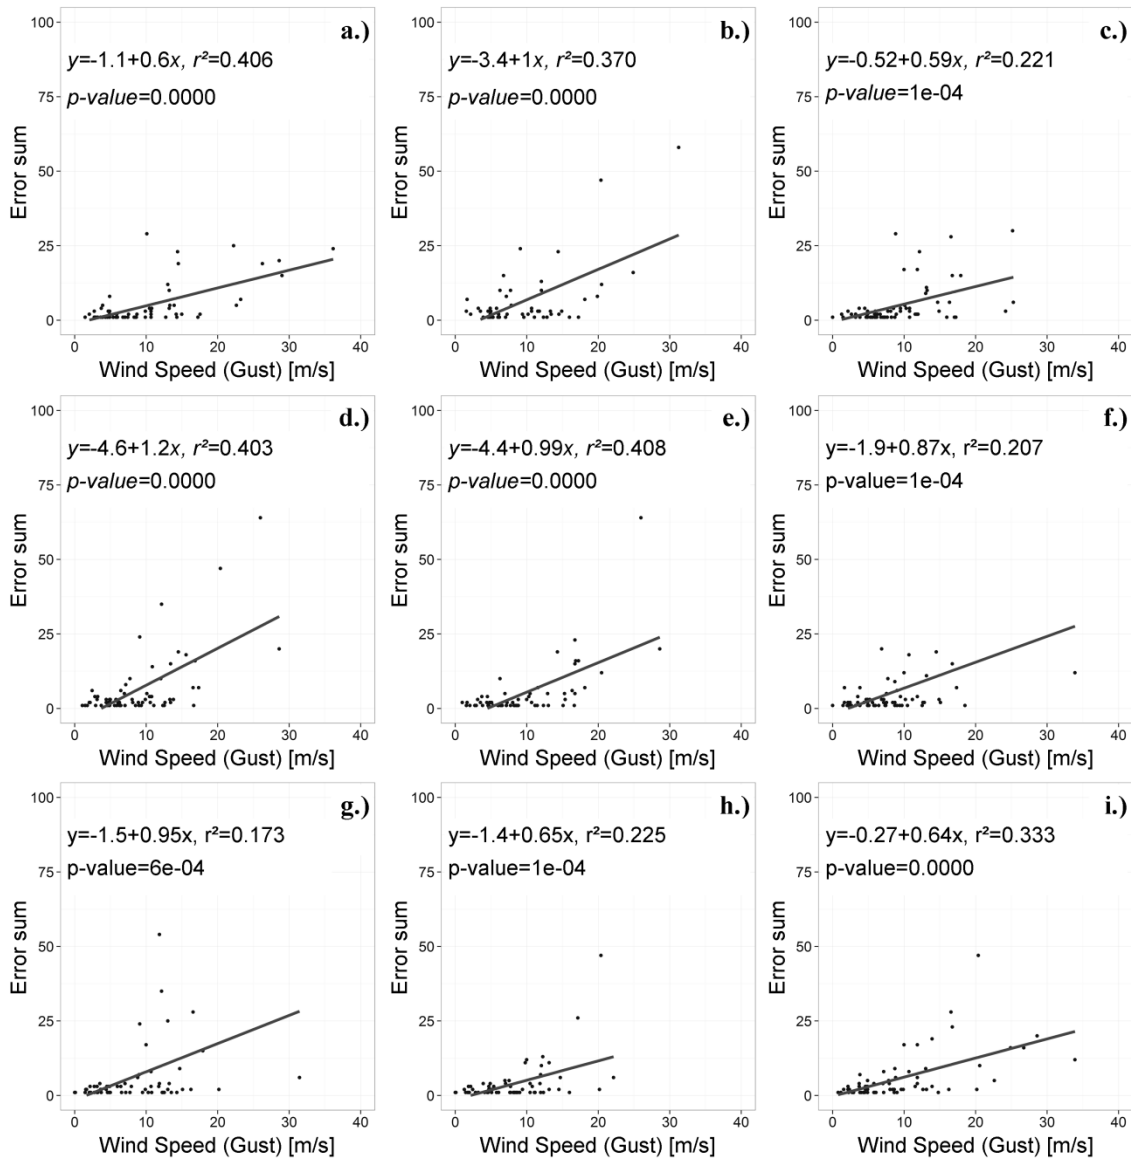 a.)
y=-1.1+0.6x, r²=0.406
p-value=0.0000
100
75
50
25
0
Error sum
0 10 20 30 40
Wind Speed (Gust) [m/s]
b.)
y=-3.4+1x, r²=0.370
p-value=0.0000
100
75
50
25
0
Error sum
0 10 20 30 40
Wind Speed (Gust) [m/s]
c.)
y=-0.52+0.59x, r²=0.221
p-value=1e-04
100
75
50
25
0
Error sum
0 10 20 30 40
Wind Speed (Gust) [m/s]
d.)
y=-4.6+1.2x, r²=0.403
p-value=0.0000
100
75
50
25
0
Error sum
0 10 20 30 40
Wind Speed (Gust) [m/s]
e.)
y=-4.4+0.99x, r²=0.408
p-value=0.0000
100
75
50
25
0
Error sum
0 10 20 30 40
Wind Speed (Gust) [m/s]
f.)
y=-1.9+0.87x, r²=0.207
p-value=1e-04
100
75
50
25
0
Error sum
0 10 20 30 40
Wind Speed (Gust) [m/s]
g.)
y=-1.5+0.95x, r²=0.173
p-value=6e-04
100
75
50
25
0
Error sum
0 10 20 30 40
Wind Speed (Gust) [m/s]
h.)
y=-1.4+0.65x, r²=0.225
p-value=1e-04
100
75
50
25
0
Error sum
0 10 20 30 40
Wind Speed (Gust) [m/s]
i.)
y=-0.27+0.64x, r²=0.333
p-value=0.0000
100
75
50
25
0
Error sum
0 10 20 30 40
Wind Speed (Gust) [m/s]